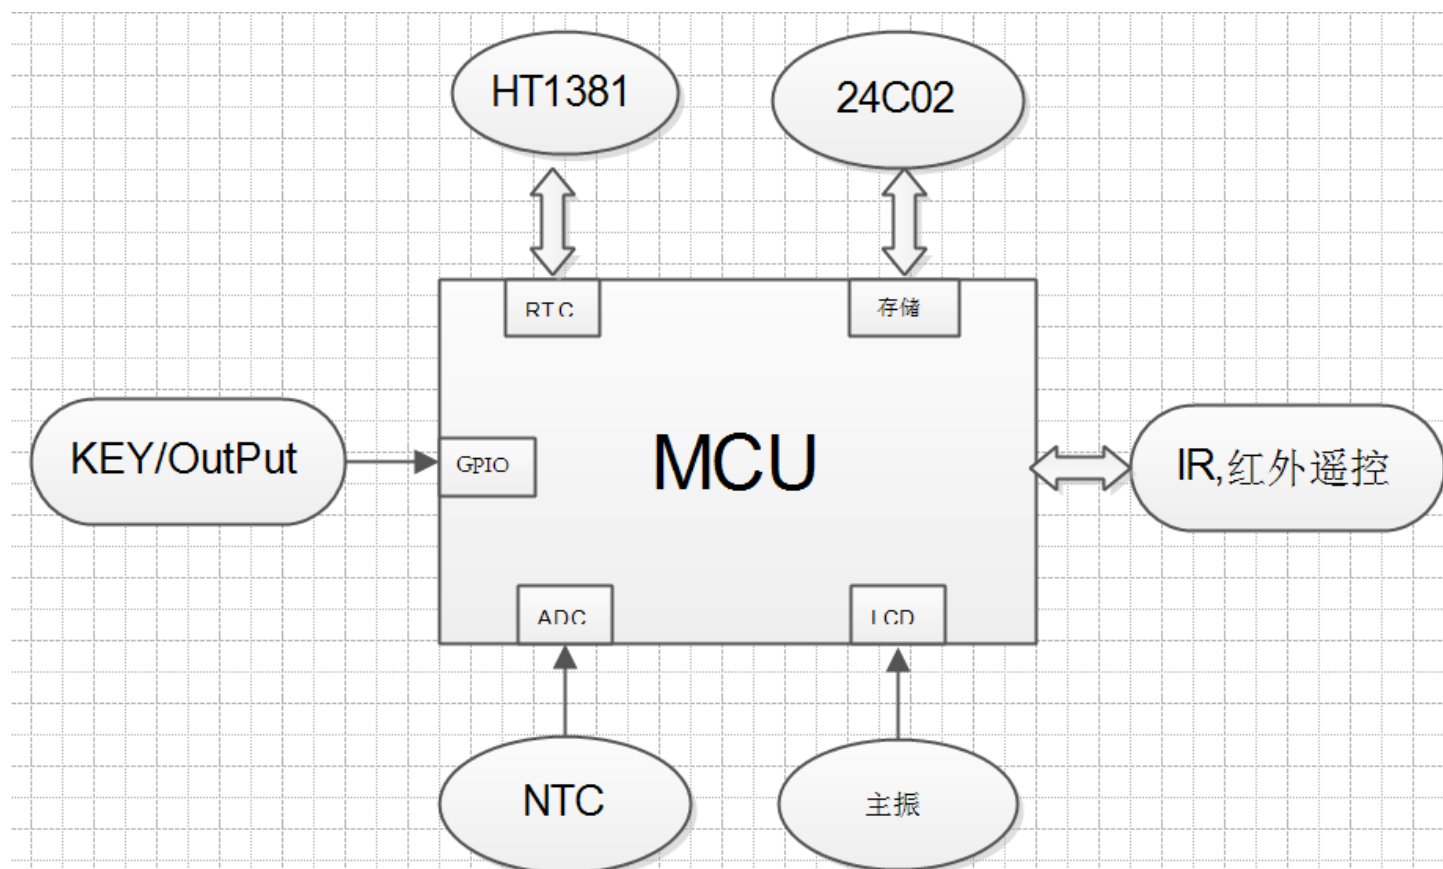 HT1381
24C02
RTC
存储
KEY/OutPut
GPIO
MCU
IR,红外遥控
ADC
LCD
NTC
主振